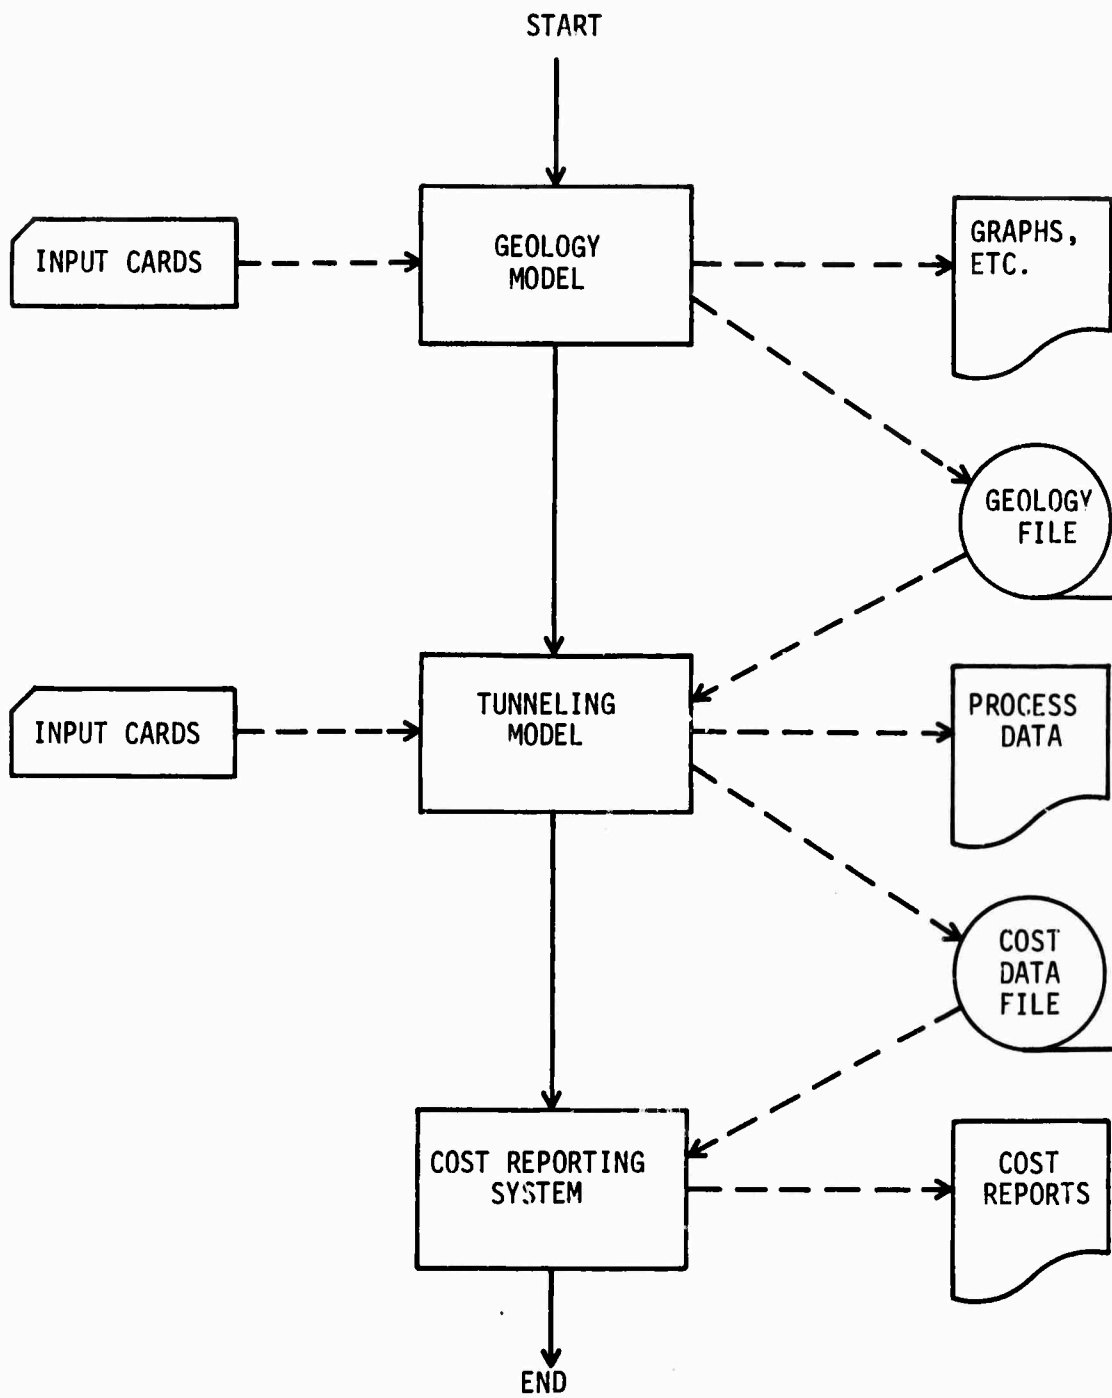 START
INPUT CARDS
GEOLOGY
MODEL
GRAPHS,
ETC.
GEOLOGY
FILE
INPUT CARDS
TUNNELING
MODEL
PROCESS
DATA
COST
DATA
FILE
COST REPORTING
SYSTEM
COST
REPORTS
END